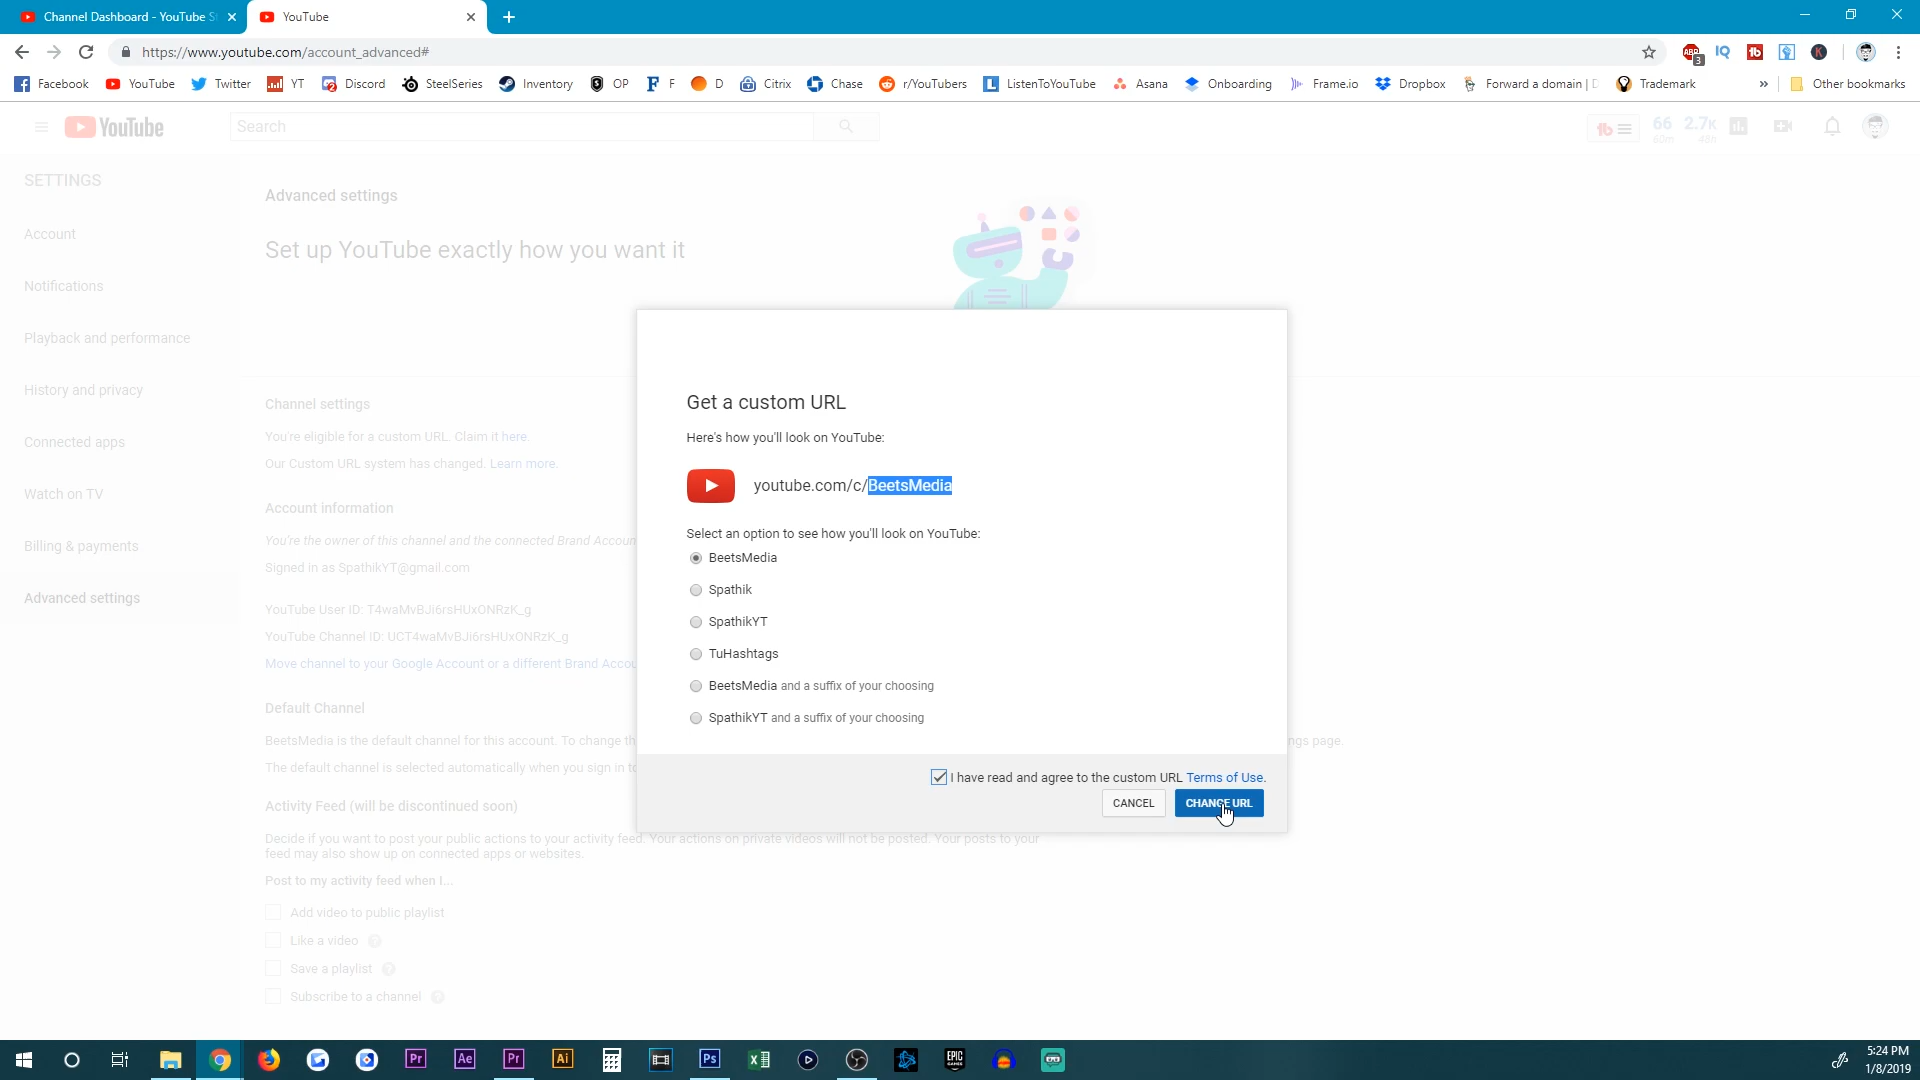 Channel Dashboard - YouTube S
YouTube
https://www.youtube.com/account_advanced#
3
Facebook YouTube Twitter YT Discord SteelSeries Inventory OP F D Citrix Chase r/YouTubers ListenToYouTube Asana Onboarding Frame.io Dropbox Forward a domain | Trademark » Other bookmarks
YouTube
Search
66 2.7K
60m 48h
SETTINGS
Account
Notifications
Playback and performance
History and privacy
Connected apps
Watch on TV
Billing & payments
Advanced settings
Advanced settings
Set up YouTube exactly how you want it
Channel settings
You're eligible for a custom URL. Claim it here.
Our Custom URL system has changed. Learn more.
Account information
You're the owner of this channel and the connected Brand Accoun
Signed in as SpathikYT@gmail.com
YouTube User ID: T4waMvBJi6rsHUxONRzK_g
YouTube Channel ID: UCT4waMvBJi6rsHUxONRzK_g
Move channel to your Google Account or a different Brand Accou
Default Channel
BeetsMedia is the default channel for this account. To change th
ngs page.
The default channel is selected automatically when you sign in to
Activity Feed (will be discontinued soon)
Decide if you want to post your public actions to your activity feed. Your actions on private videos will not be posted. Your posts to your
feed may also show up on connected apps or websites.
Post to my activity feed when I...
Add video to public playlist
Like a video ?
Save a playlist ?
Subscribe to a channel ?
Get a custom URL
Here's how you'll look on YouTube:
youtube.com/c/BeetsMedia
Select an option to see how you'll look on YouTube:
BeetsMedia
Spathik
SpathikYT
TuHashtags
BeetsMedia and a suffix of your choosing
SpathikYT and a suffix of your choosing
I have read and agree to the custom URL Terms of Use.
CANCEL
CHANGE URL
Pr Ae Pr Ai Ps
EPIC GAMES
5:24 PM
1/8/2019